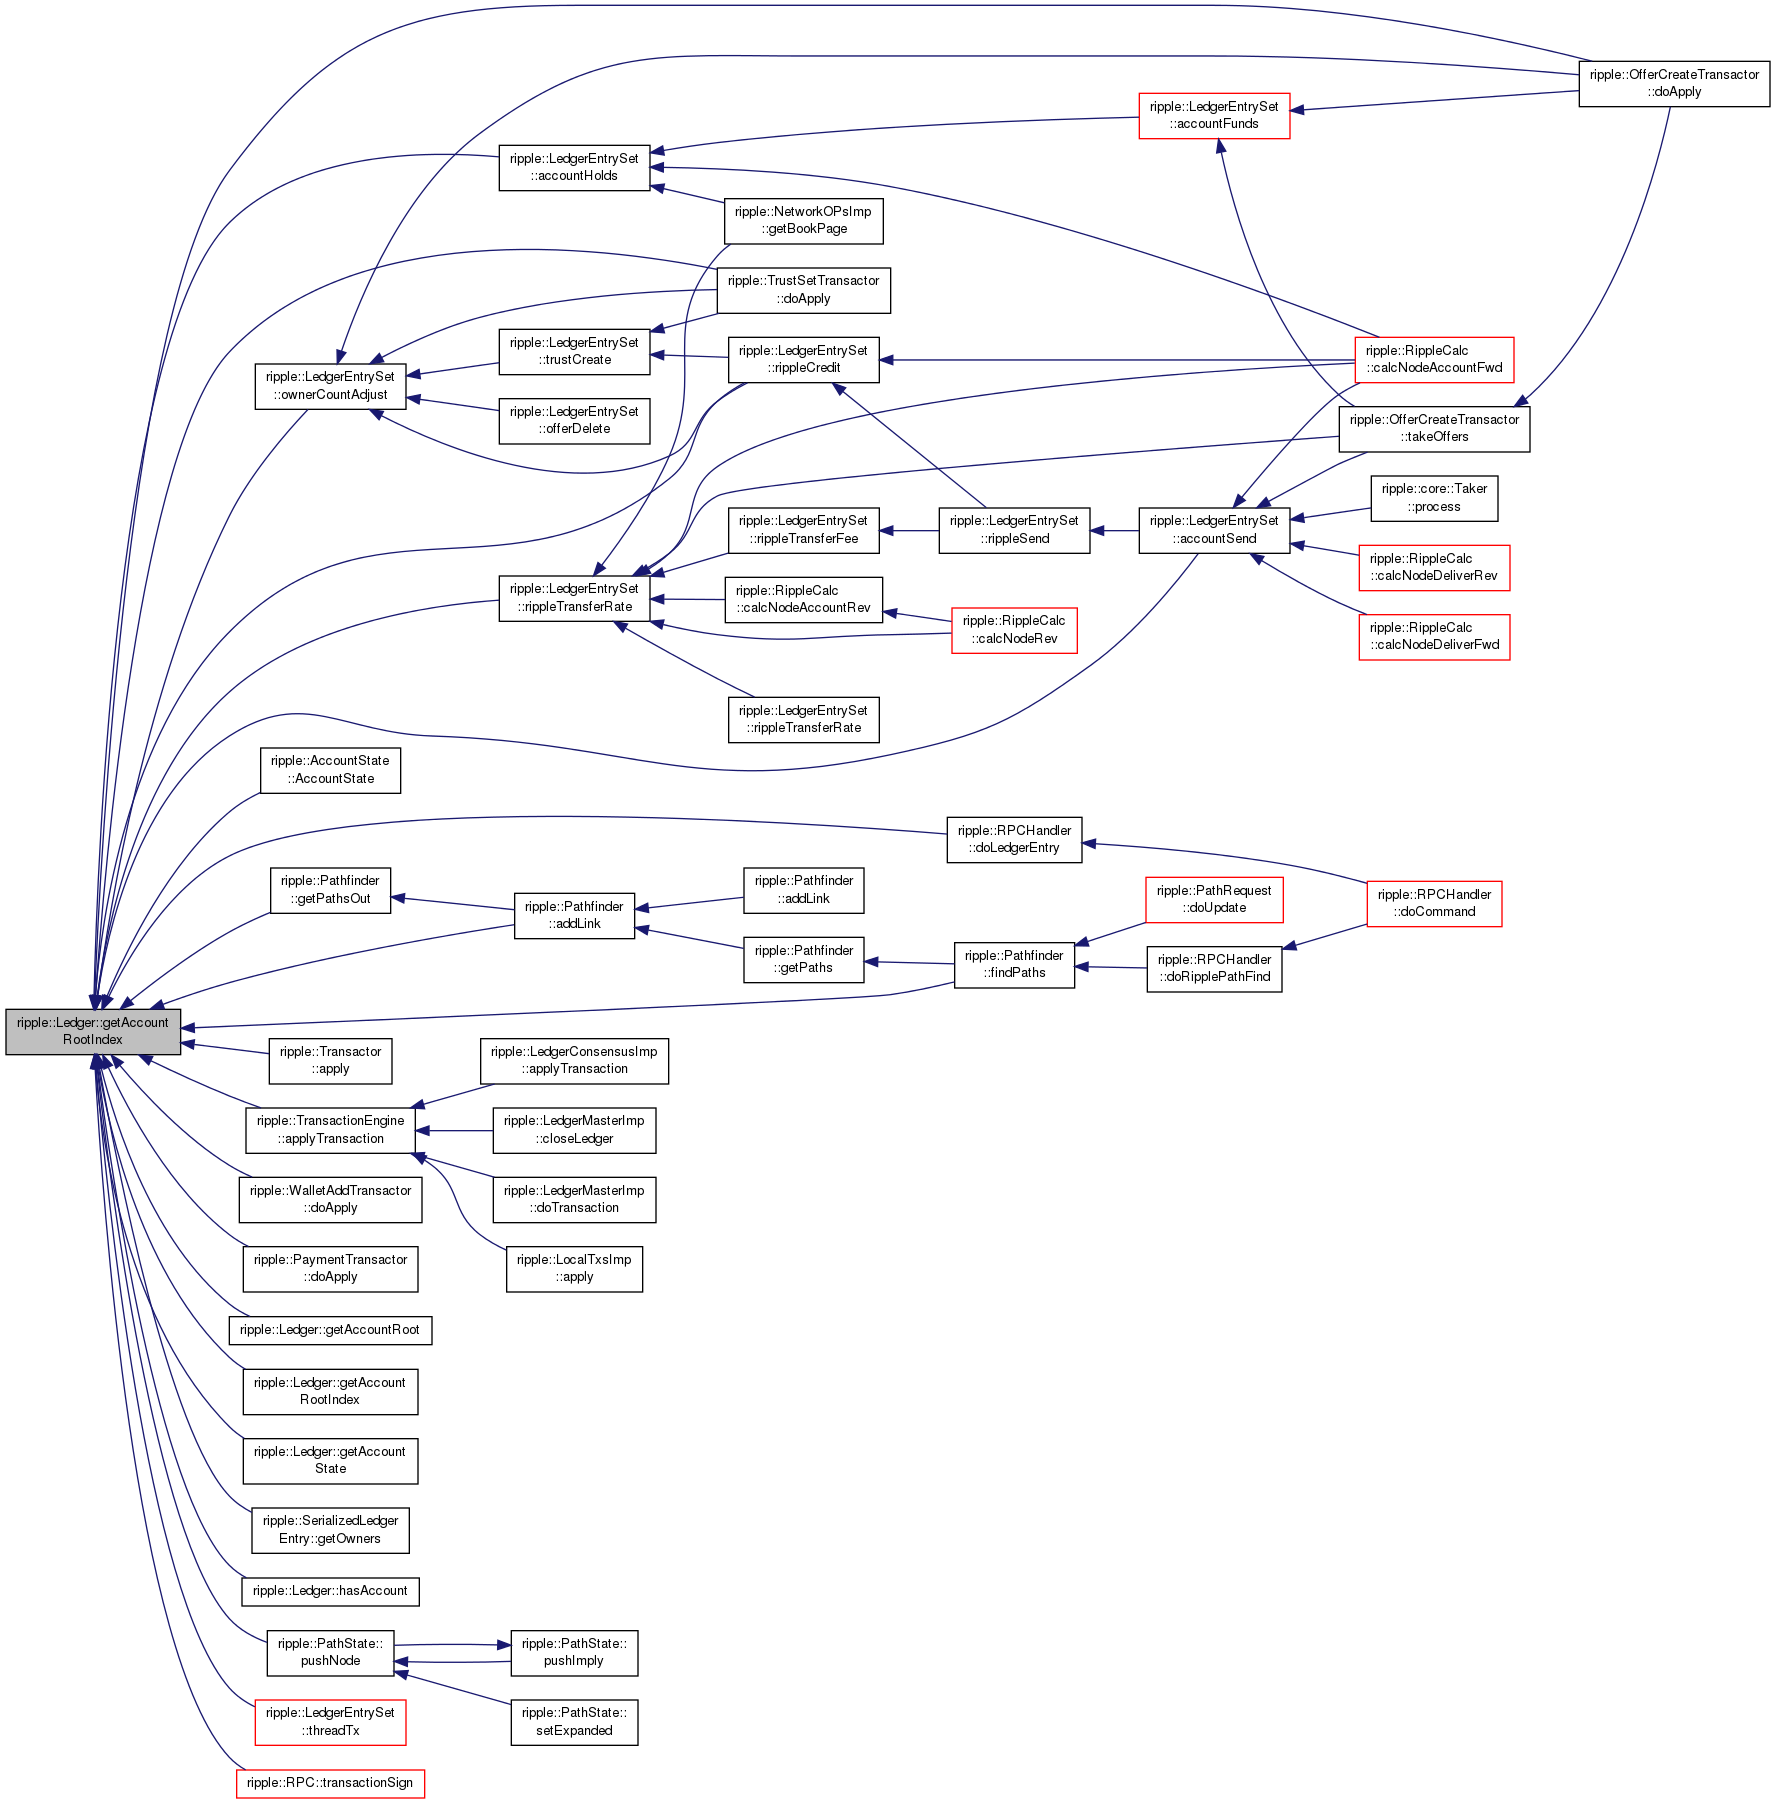 ripple::OfferCreateTransactor
::doApply
ripple::LedgerEntrySet
::accountFunds
ripple::LedgerEntrySet
::accountHolds
ripple::NetworkOPsImp
::getBookPage
ripple::TrustSetTransactor
::doApply
ripple::LedgerEntrySet
::trustCreate
ripple::LedgerEntrySet
::rippleCredit
ripple::RippleCalc
::calcNodeAccountFwd
ripple::LedgerEntrySet
::ownerCountAdjust
ripple::LedgerEntrySet
::offerDelete
ripple::OfferCreateTransactor
::takeOffers
ripple::core::Taker
::process
ripple::LedgerEntrySet
::rippleTransferFee
ripple::LedgerEntrySet
::rippleSend
ripple::LedgerEntrySet
::accountSend
ripple::RippleCalc
::calcNodeDeliverRev
ripple::LedgerEntrySet
::rippleTransferRate
ripple::RippleCalc
::calcNodeAccountRev
ripple::RippleCalc
::calcNodeRev
ripple::RippleCalc
::calcNodeDeliverFwd
ripple::LedgerEntrySet
::rippleTransferRate
ripple::AccountState
::AccountState
ripple::RPCHandler
::doLedgerEntry
ripple::Pathfinder
::getPathsOut
ripple::Pathfinder
::addLink
ripple::Pathfinder
::addLink
ripple::PathRequest
::doUpdate
ripple::RPCHandler
::doCommand
ripple::Pathfinder
::getPaths
ripple::Pathfinder
::findPaths
ripple::RPCHandler
::doRipplePathFind
ripple::Ledger::getAccount
RootIndex
ripple::Transactor
::apply
ripple::LedgerConsensusImp
::applyTransaction
ripple::TransactionEngine
::applyTransaction
ripple::LedgerMasterImp
::closeLedger
ripple::WalletAddTransactor
::doApply
ripple::LedgerMasterImp
::doTransaction
ripple::PaymentTransactor
::doApply
ripple::LocalTxsImp
::apply
ripple::Ledger::getAccountRoot
ripple::Ledger::getAccount
RootIndex
ripple::Ledger::getAccount
State
ripple::SerializedLedger
Entry::getOwners
ripple::Ledger::hasAccount
ripple::PathState::
pushNode
ripple::PathState::
pushImply
ripple::LedgerEntrySet
::threadTx
ripple::PathState::
setExpanded
ripple::RPC::transactionSign